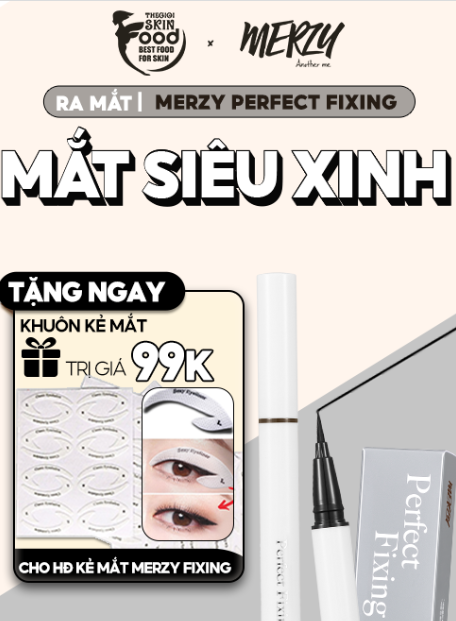 THEGIOI
SKIN
Food
BEST FOOD
FOR SKIN
x
MERZY
Another me
RA MẮT | MERZY PERFECT FIXING
MẮT SIÊU XINH
TẶNG NGAY
KHUÔN KẺ MẮT
TRỊ GIÁ 99K
CHO HĐ KẺ MẮT MERZY FIXING
Perfect
Fixing
Perfect Fixin